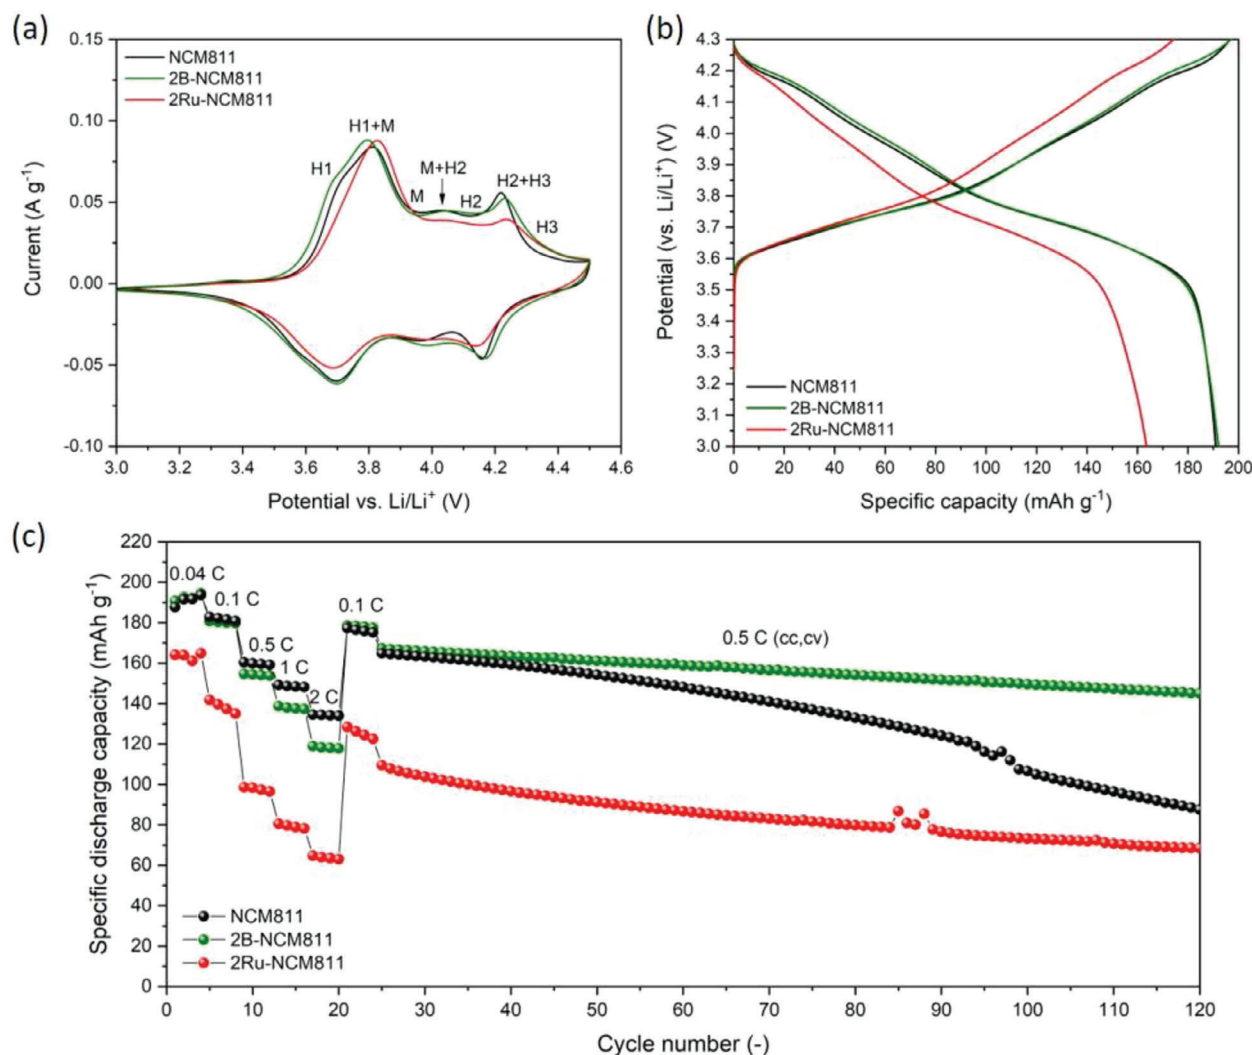 (a)
0.15
0.10
0.05
0.00
-0.05
-0.10
Current (A g⁻¹)
NCM811
2B-NCM811
2Ru-NCM811
H1+M
H1
M+H2
M
H2
H2+H3
H3
3.0 3.2 3.4 3.6 3.8 4.0 4.2 4.4 4.6
Potential vs. Li/Li⁺ (V)
(b)
4.3
4.2
4.1
4.0
3.9
3.8
3.7
3.6
3.5
3.4
3.3
3.2
3.1
3.0
Potential (vs. Li/Li⁺) (V)
NCM811
2B-NCM811
2Ru-NCM811
0 20 40 60 80 100 120 140 160 180 200
Specific capacity (mAh g⁻¹)
(c)
220
200
180
160
140
120
100
80
60
40
20
0
Specific discharge capacity (mAh g⁻¹)
0.04 C
0.1 C
0.5 C
1 C
2 C
0.1 C
0.5 C (cc,cv)
NCM811
2B-NCM811
2Ru-NCM811
0 10 20 30 40 50 60 70 80 90 100 110 120
Cycle number (-)